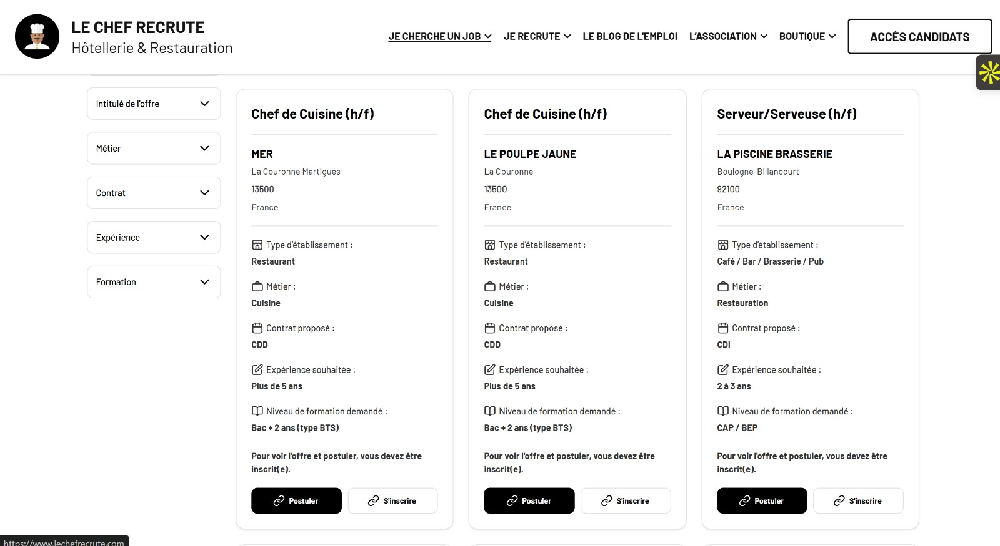 LE CHEF RECRUTE
Hôtellerie & Restauration
JE CHERCHE UN JOB
JE RECRUTE
LE BLOG DE L'EMPLOI
L’ASSOCIATION
BOUTIQUE
ACCÈS CANDIDATS
Intitulé de l'offre
Métier
Contrat
Expérience
Formation
Chef de Cuisine (h/f)
MER
La Couronne Martigues
13500
France
Type d’établissement :
Restaurant
Métier :
Cuisine
Contrat proposé :
CDD
Expérience souhaitée :
Plus de 5 ans
Niveau de formation demandé :
Bac + 2 ans (type BTS)
Pour voir l'offre et postuler, vous devez être
inscrit(e).
Postuler
S'inscrire
Chef de Cuisine (h/f)
LE POULPE JAUNE
La Couronne
13500
France
Type d’établissement :
Restaurant
Métier :
Cuisine
Contrat proposé :
CDD
Expérience souhaitée :
Plus de 5 ans
Niveau de formation demandé :
Bac + 2 ans (type BTS)
Pour voir l'offre et postuler, vous devez être
inscrit(e).
Postuler
S'inscrire
Serveur/Serveuse (h/f)
LA PISCINE BRASSERIE
Boulogne-Billancourt
92100
France
Type d’établissement :
Café / Bar / Brasserie / Pub
Métier :
Restauration
Contrat proposé :
CDI
Expérience souhaitée :
2 à 3 ans
Niveau de formation demandé :
CAP / BEP
Pour voir l'offre et postuler, vous devez être
inscrit(e).
Postuler
S'inscrire
https://www.lechefrecrute.com